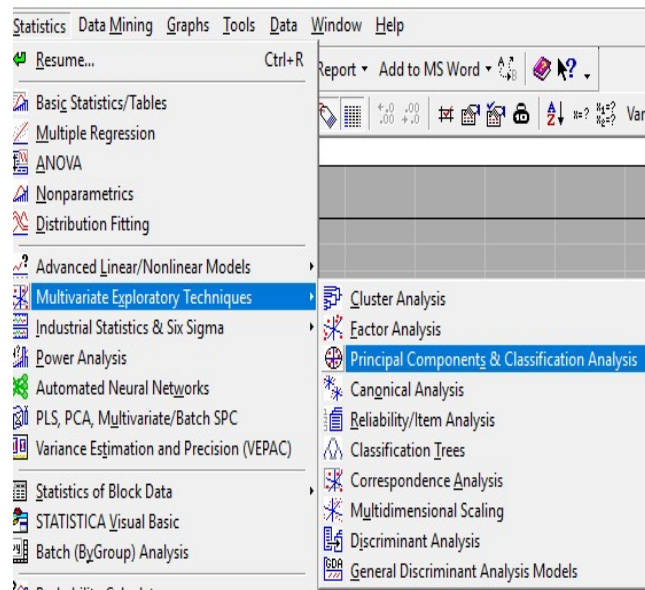 Statistics Data Mining Graphs Tools Data Window Help
Resume... Ctrl+R
Report Add to MS Word
Basic Statistics/Tables
Multiple Regression
ANOVA
Nonparametrics
Distribution Fitting
Advanced Linear/Nonlinear Models
Multivariate Exploratory Techniques
Industrial Statistics & Six Sigma
Power Analysis
Automated Neural Networks
PLS, PCA, Multivariate/Batch SPC
Variance Estimation and Precision (VEPAC)
Statistics of Block Data
STATISTICA Visual Basic
Batch (ByGroup) Analysis
Var
Cluster Analysis
Factor Analysis
Principal Components & Classification Analysis
Canonical Analysis
Reliability/Item Analysis
Classification Trees
Correspondence Analysis
Multidimensional Scaling
Discriminant Analysis
General Discriminant Analysis Models